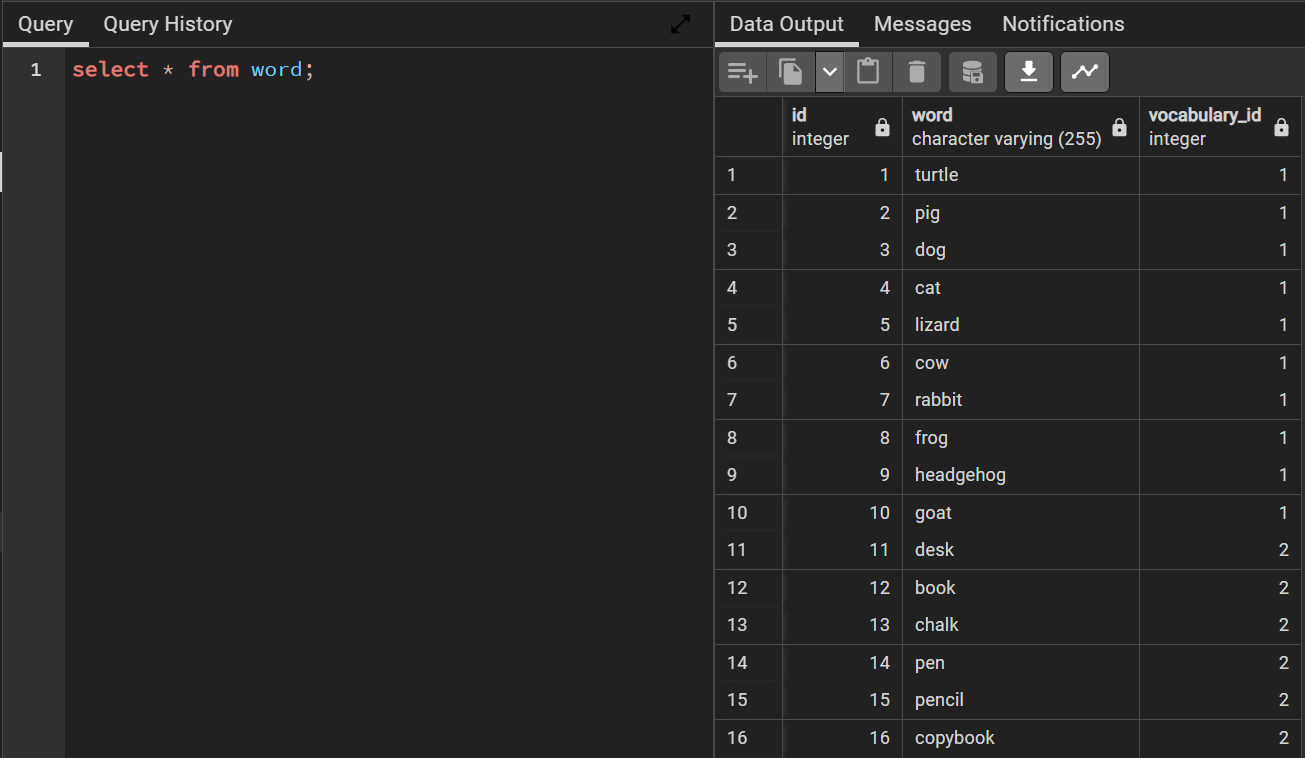 Query Query History
1 select * from word;
Data Output Messages Notifications
id word vocabulary_id
integer character varying (255) integer
1 1 turtle 1
2 2 pig 1
3 3 dog 1
4 4 cat 1
5 5 lizard 1
6 6 cow 1
7 7 rabbit 1
8 8 frog 1
9 9 headgehog 1
10 10 goat 1
11 11 desk 2
12 12 book 2
13 13 chalk 2
14 14 pen 2
15 15 pencil 2
16 16 copybook 2